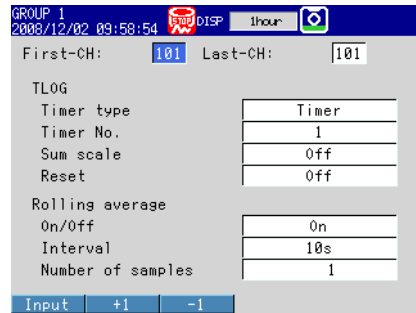 GROUP 1
2008/12/02 09:58:54 STOP DISP 1hour
First-CH: 101 Last-CH: 101
TLOG
Timer type Timer
Timer No. 1
Sum scale Off
Reset Off
Rolling average
On/Off On
Interval 10s
Number of samples 1
Input +1 -1